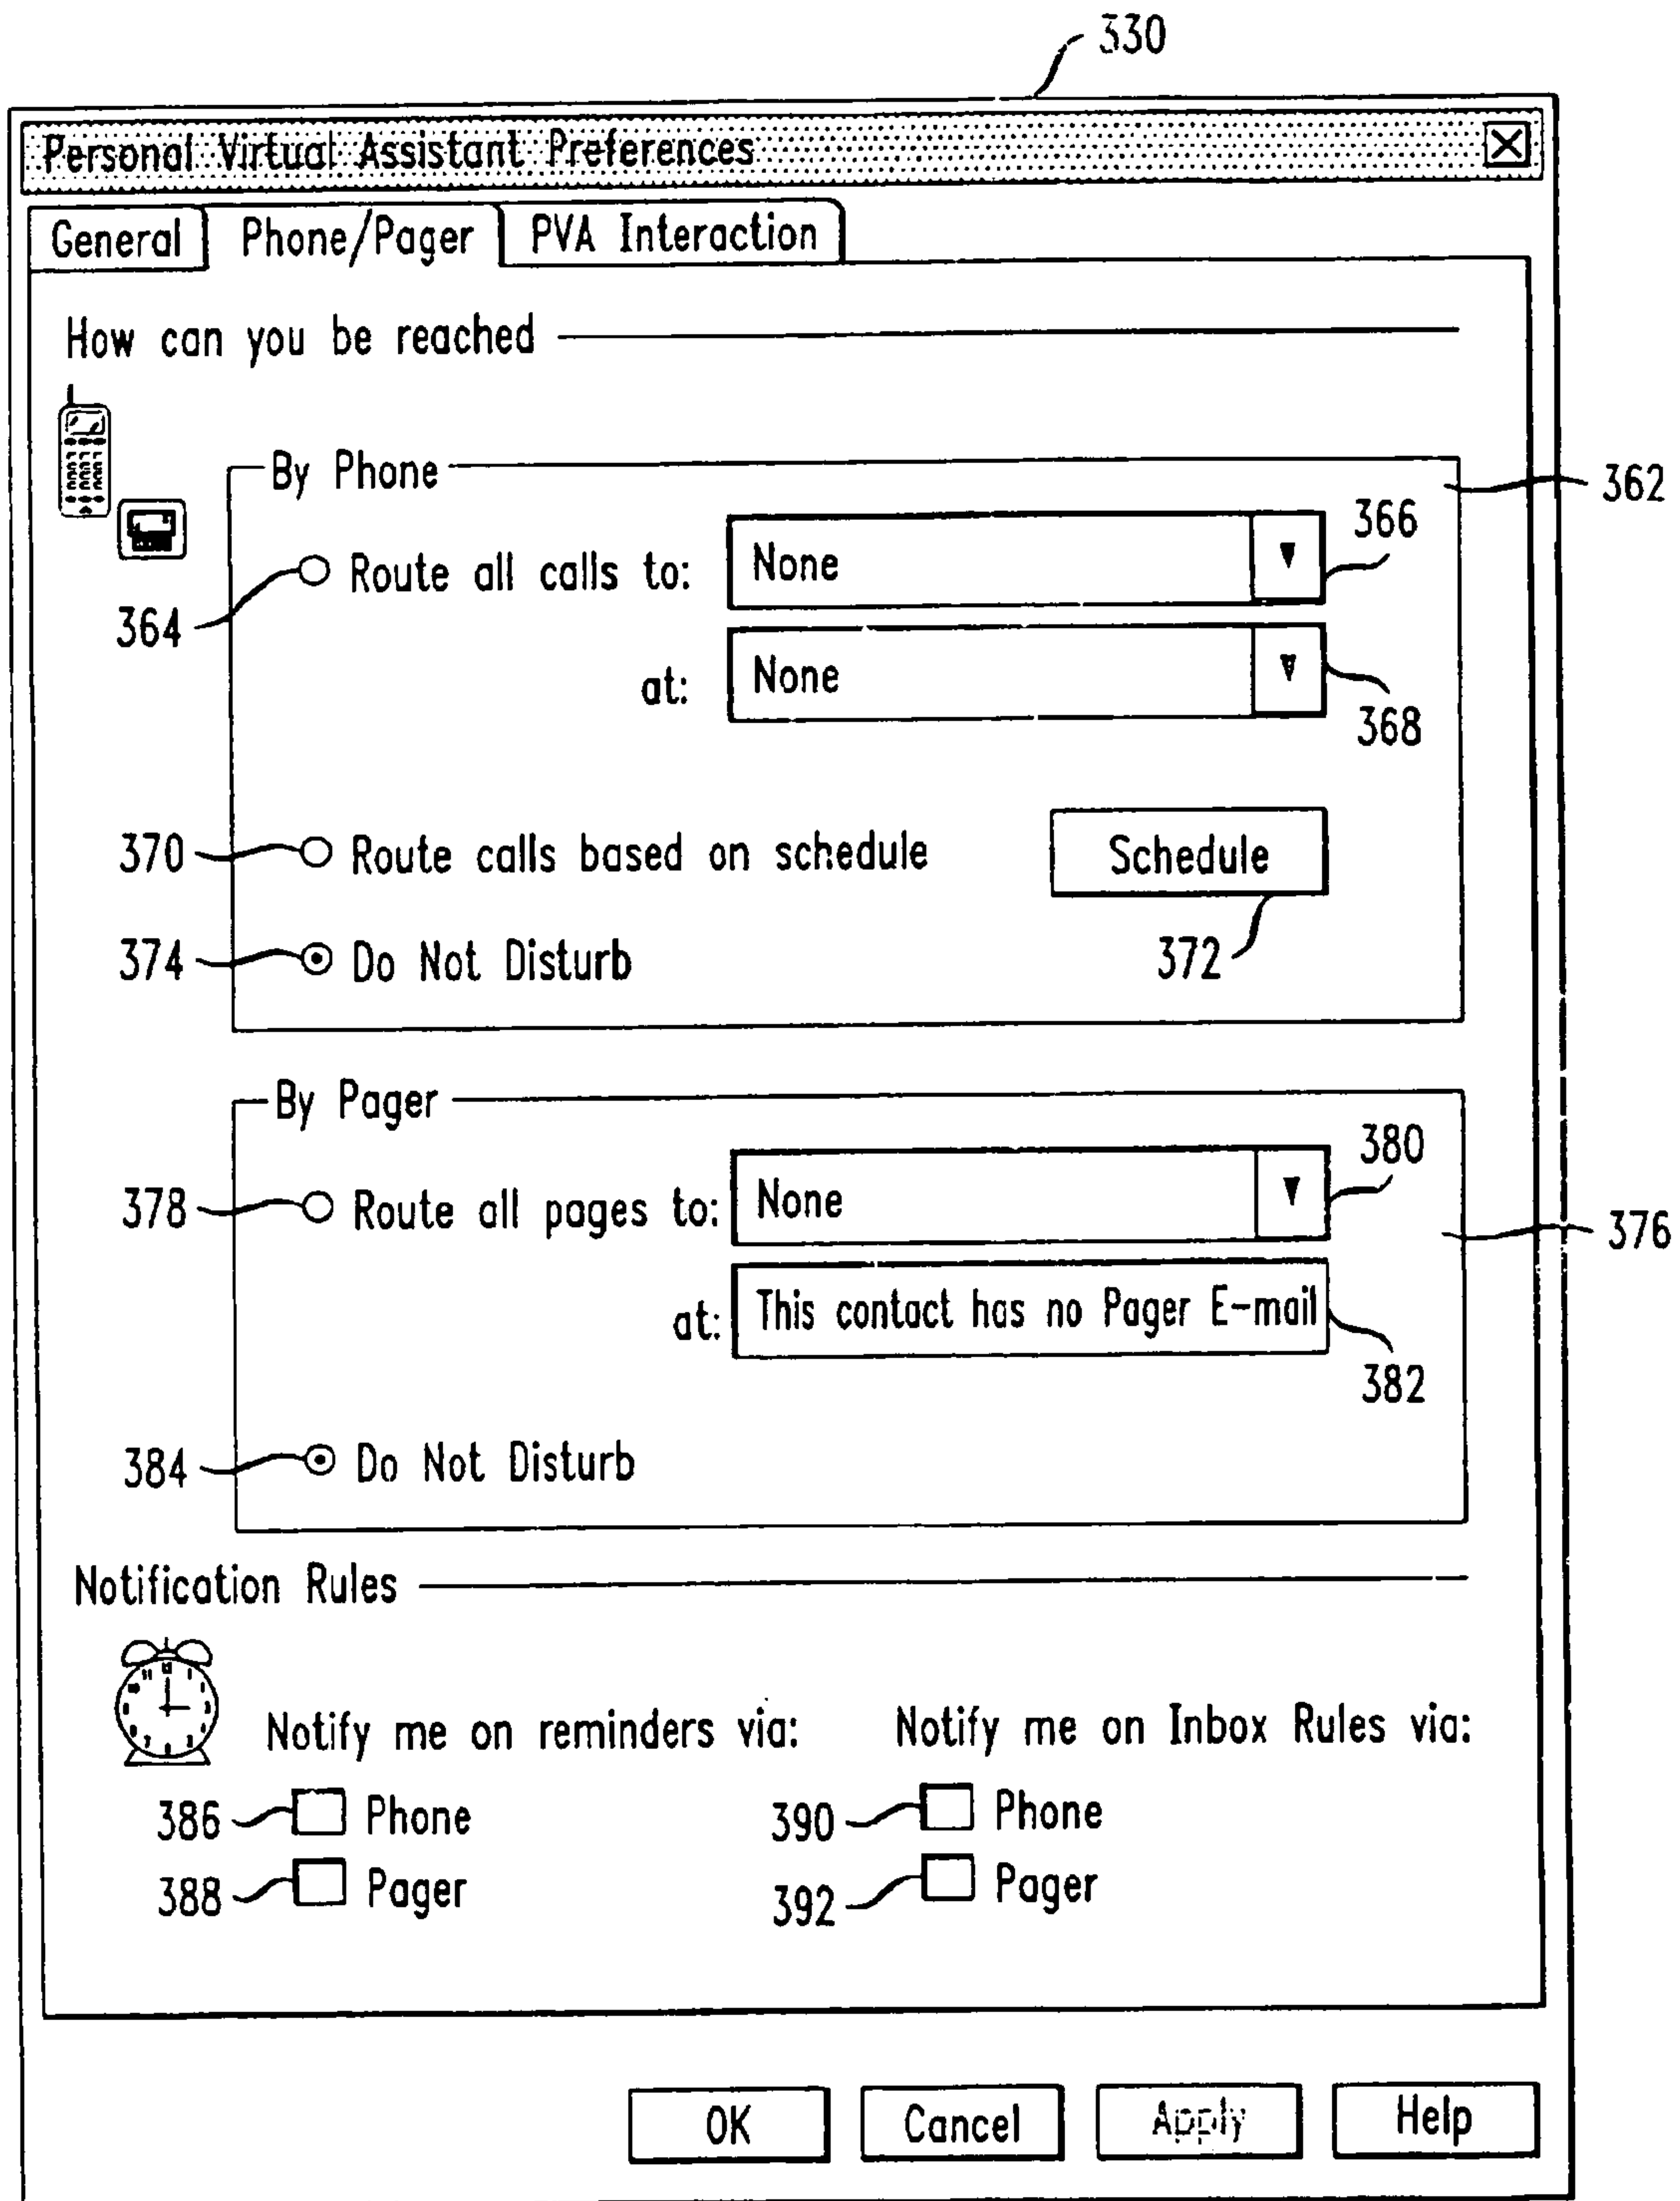 330
Personal Virtual Assistant Preferences
General Phone/Pager PVA Interaction
How can you be reached
By Phone
362
366
Route all calls to: None
364
at: None
368
370 Route calls based on schedule Schedule
374 Do Not Disturb 372
By Pager
380
378 Route all pages to: None
376
at: This contact has no Pager E-mail
382
384 Do Not Disturb
Notification Rules
Notify me on reminders via: Notify me on Inbox Rules via:
386 Phone 390 Phone
388 Pager 392 Pager
OK Cancel Apply Help